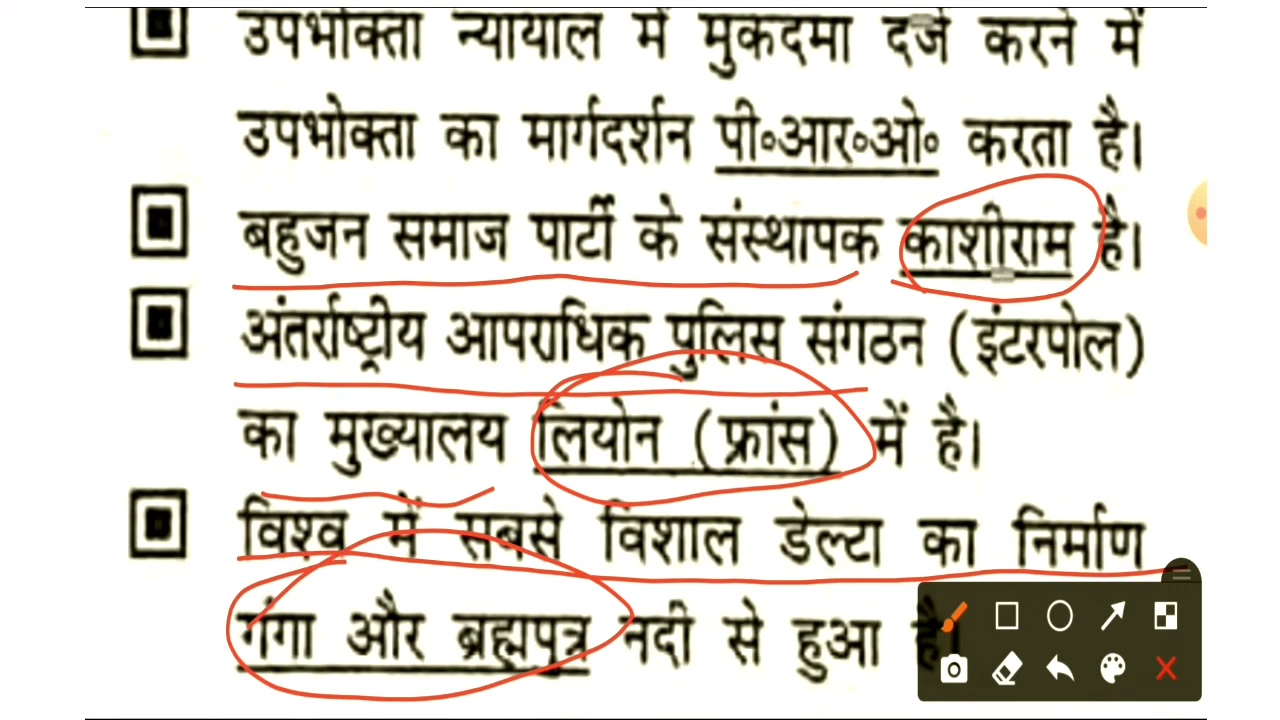 उपभोक्ता न्यायाल में मुकदमा दर्ज करने में
उपभोक्ता का मार्गदर्शन पी॰आर॰ओ॰ करता है।
बहुजन समाज पार्टी के संस्थापक काशीराम है।
अंतर्राष्ट्रीय आपराधिक पुलिस संगठन (इंटरपोल)
का मुख्यालय लियोन (फ्रांस) में है।
विश्व में सबसे विशाल डेल्टा का निर्माण
गंगा और ब्रह्मपुत्र नदी से हुआ है।